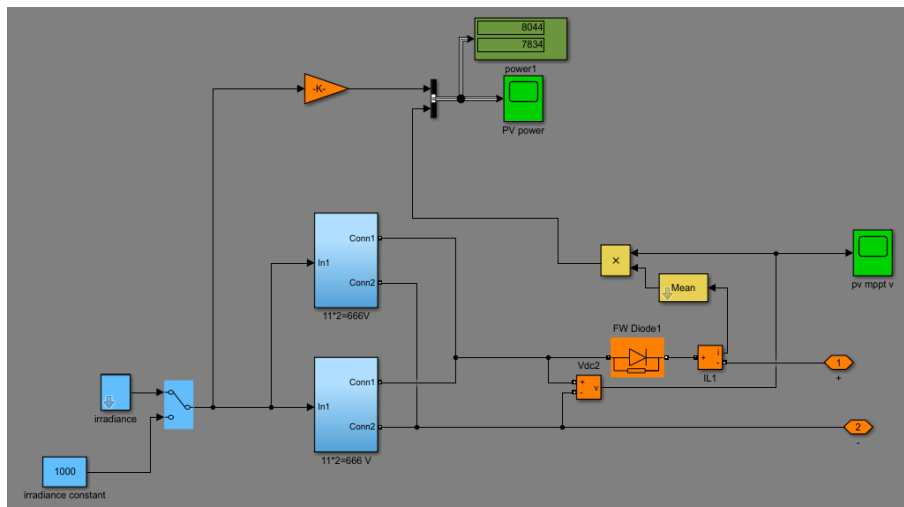 8044
7834
power1
-K-
PV power
Conn1
In1
Conn2
11*2=666V
×
Mean
pv mppt v
FW Diode1
Vdc2
+
-
v
+
i
-
IL1
1
+
Conn1
In1
Conn2
11*2=666 V
2
-
irradiance
1000
irradiance constant